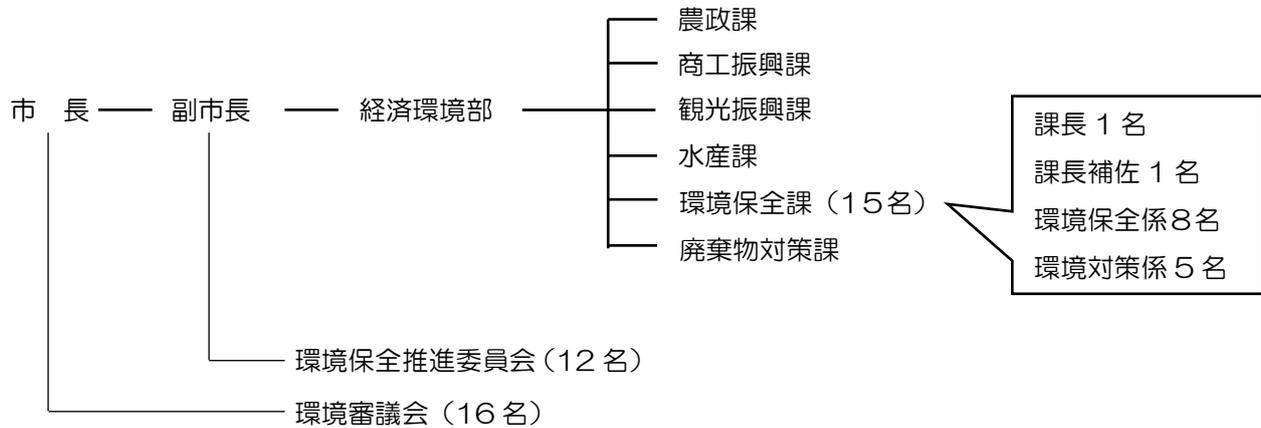 農政課
商工振興課
市　長
副市長
経済環境部
観光振興課
水産課
環境保全課（15名）
廃棄物対策課
課長１名
課長補佐 1 名
環境保全係８名
環境対策係 5 名
環境保全推進委員会（12 名）
環境審議会（16 名）